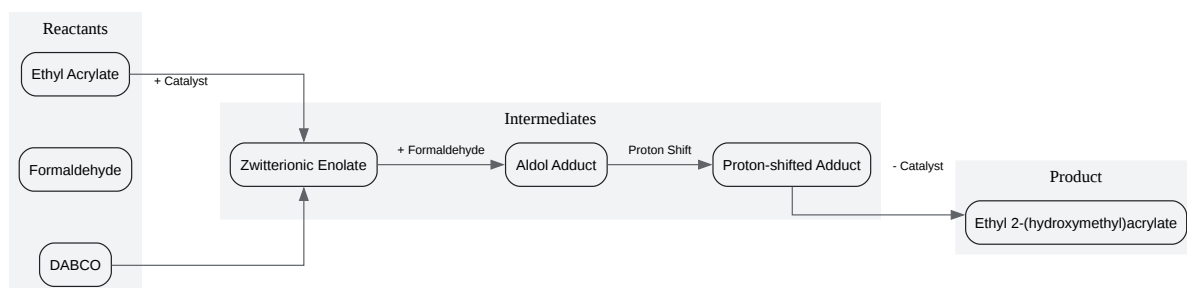 Reactants
Ethyl Acrylate
+ Catalyst
Formaldehyde
DABCO
Intermediates
Zwitterionic Enolate
+ Formaldehyde
Aldol Adduct
Proton Shift
Proton-shifted Adduct
- Catalyst
Product
Ethyl 2-(hydroxymethyl)acrylate